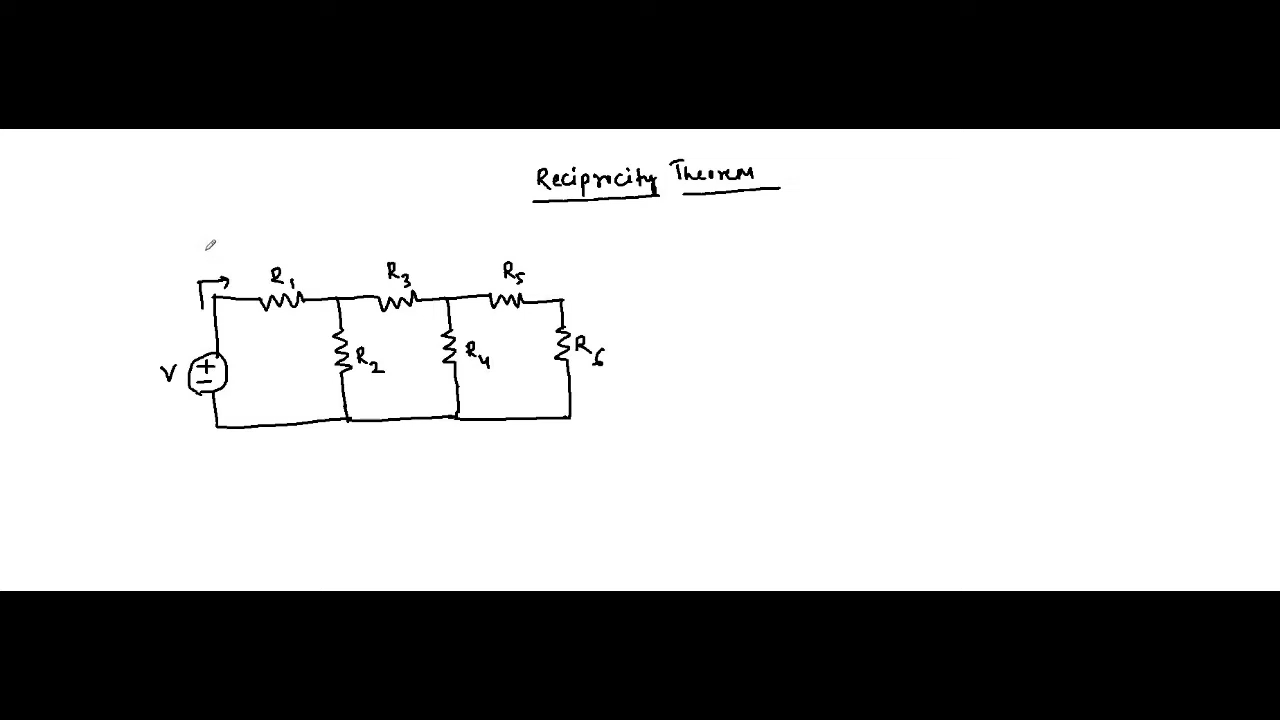 Reciprocity Theorem
R1 R3 R5
V + − R2 R4 R6